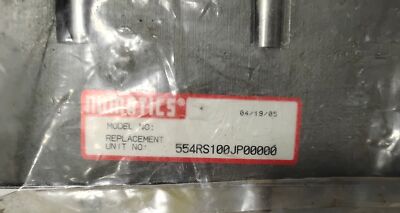 NUMATICS®
04/19/05
MODEL NO:
REPLACEMENT
UNIT NO: 554RS100JP00000